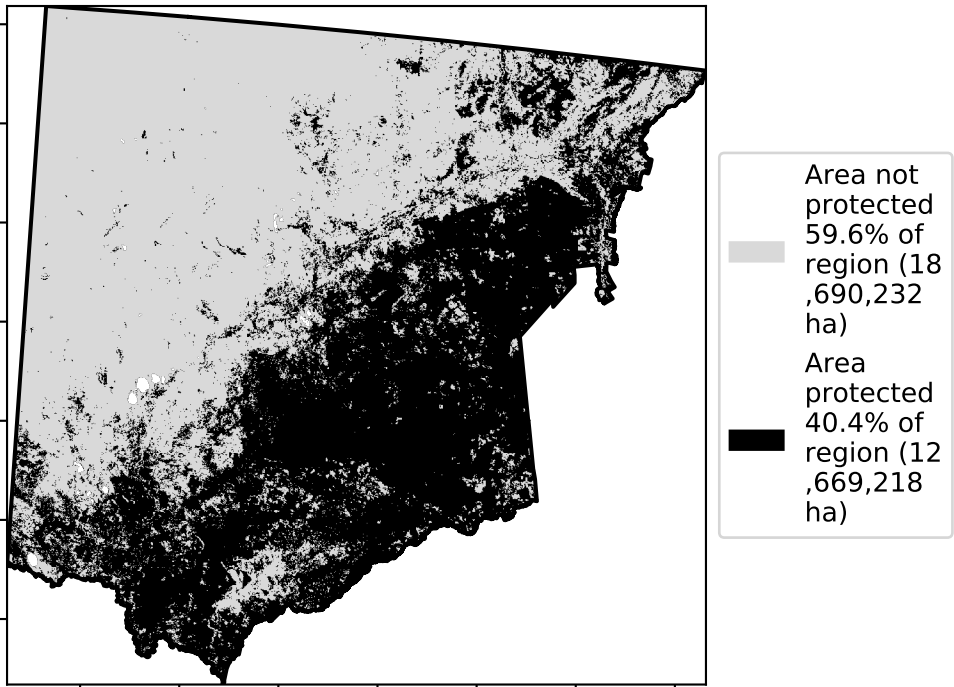 Area not
protected
59.6% of
region (18
,690,232
ha)
Area
protected
40.4% of
region (12
,669,218
ha)